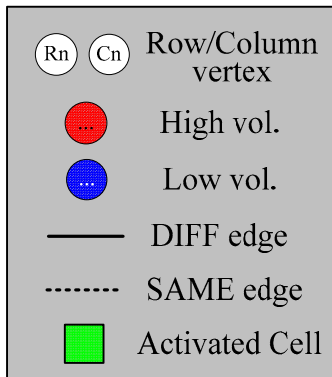 Rn Cn Row/Column
vertex
... High vol.
... Low vol.
DIFF edge
SAME edge
Activated Cell